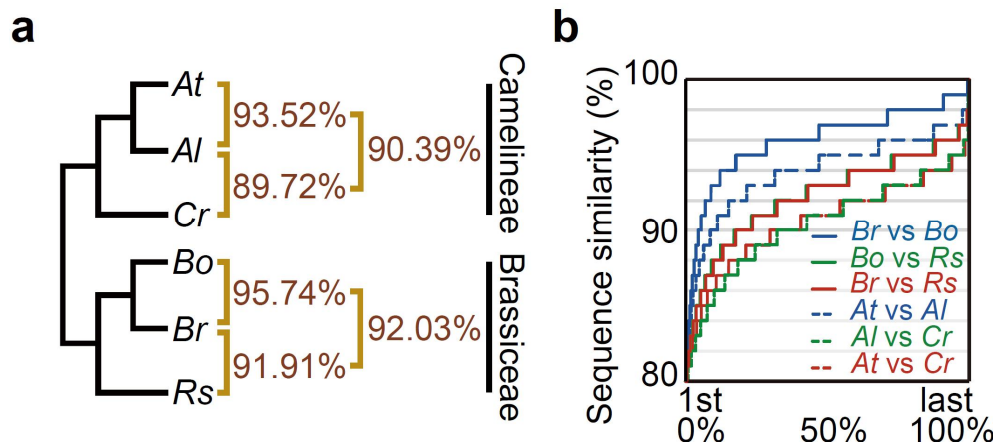 a
At
Al
Cr
93.52%
89.72%
90.39%
Camelineae
Bo
Br
Rs
95.74%
91.91%
92.03%
Brassiceae
b
Sequence similarity (%)
100
90
80
Br vs Bo
Bo vs Rs
Br vs Rs
At vs Al
Al vs Cr
At vs Cr
1st last
0% 50% 100%